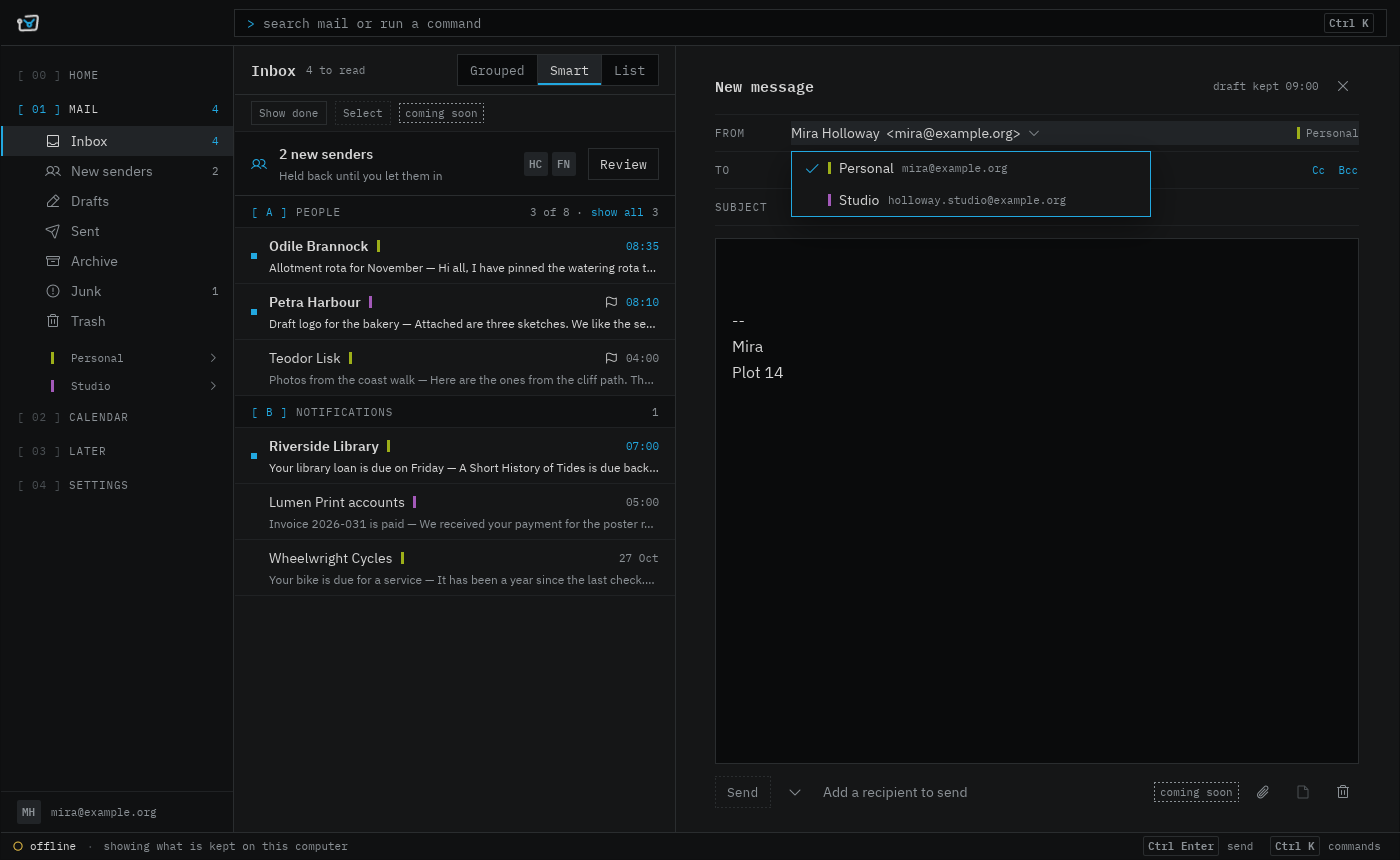 > search mail or run a command Ctrl K
[ 00 ] HOME
[ 01 ] MAIL 4
Inbox 4
New senders 2
Drafts
Sent
Archive
Junk 1
Trash
Personal
Studio
[ 02 ] CALENDAR
[ 03 ] LATER
[ 04 ] SETTINGS
MH mira@example.org
Inbox 4 to read Grouped Smart List
Show done Select coming soon
2 new senders
Held back until you let them in
HC FN Review
[ A ] PEOPLE 3 of 8 · show all 3
Odile Brannock 08:35
Allotment rota for November — Hi all, I have pinned the watering rota t…
Petra Harbour 08:10
Draft logo for the bakery — Attached are three sketches. We like the se…
Teodor Lisk 04:00
Photos from the coast walk — Here are the ones from the cliff path. Th…
[ B ] NOTIFICATIONS 1
Riverside Library 07:00
Your library loan is due on Friday — A Short History of Tides is due back…
Lumen Print accounts 05:00
Invoice 2026-031 is paid — We received your payment for the poster r…
Wheelwright Cycles 27 Oct
Your bike is due for a service — It has been a year since the last check.…
New message draft kept 09:00
FROM Mira Holloway <mira@example.org> Personal
Personal mira@example.org
Studio holloway.studio@example.org
TO Cc Bcc
SUBJECT
--
Mira
Plot 14
Send Add a recipient to send coming soon
offline · showing what is kept on this computer
Ctrl Enter send Ctrl K commands